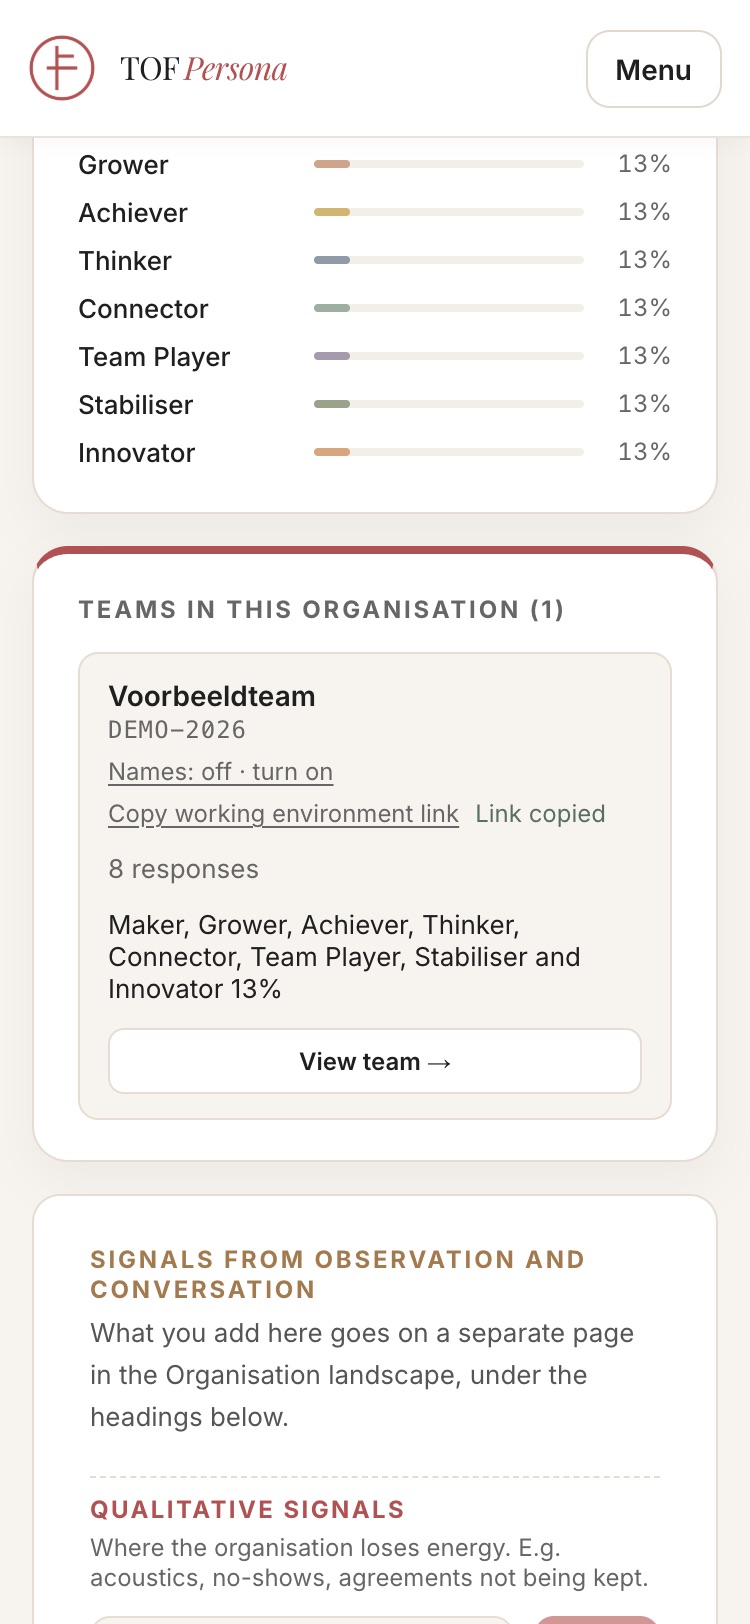 TOF Persona
Menu
Grower 13%
Achiever 13%
Thinker 13%
Connector 13%
Team Player 13%
Stabiliser 13%
Innovator 13%
TEAMS IN THIS ORGANISATION (1)
Voorbeeldteam
DEMO–2026
Names: off · turn on
Copy working environment link Link copied
8 responses
Maker, Grower, Achiever, Thinker,
Connector, Team Player, Stabiliser and
Innovator 13%
View team →
SIGNALS FROM OBSERVATION AND
CONVERSATION
What you add here goes on a separate page
in the Organisation landscape, under the
headings below.
QUALITATIVE SIGNALS
Where the organisation loses energy. E.g.
acoustics, no-shows, agreements not being kept.